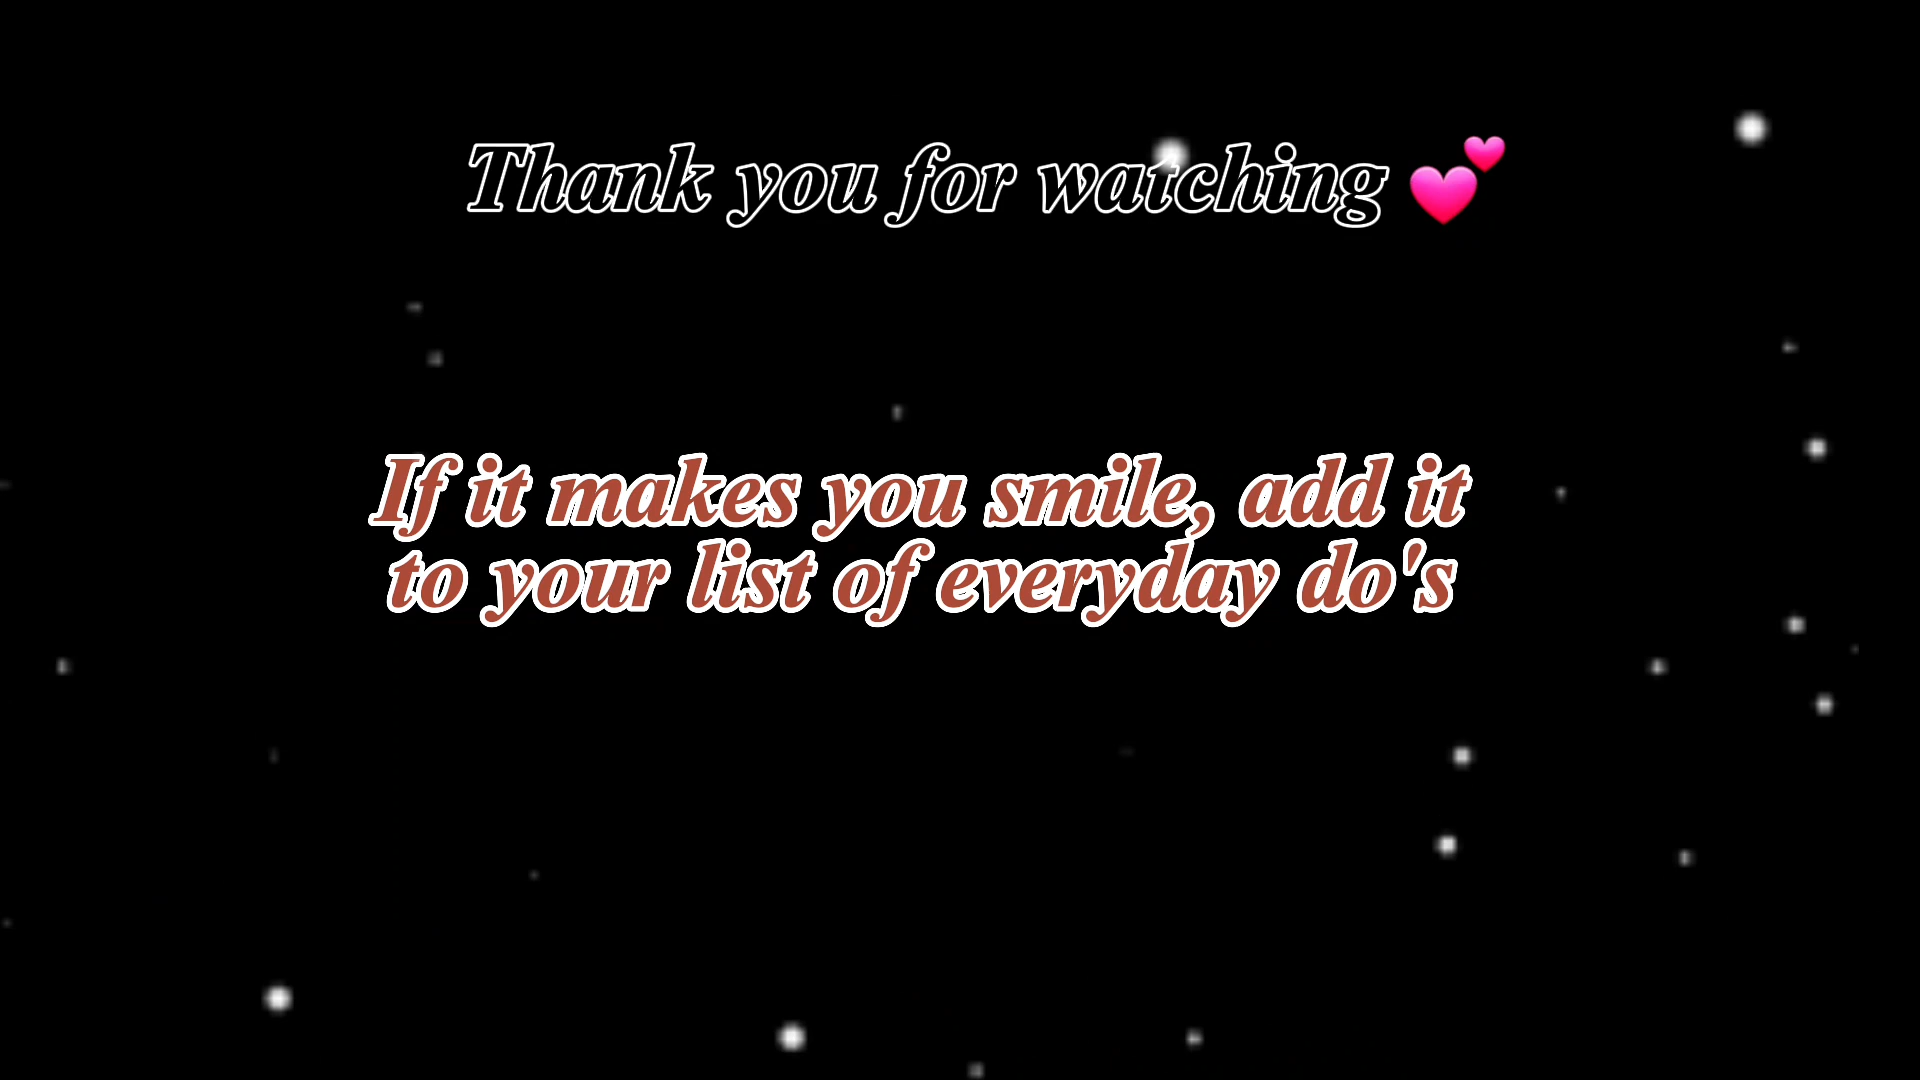 Thank you for watching 💕
If it makes you smile, add it
to your list of everyday do's